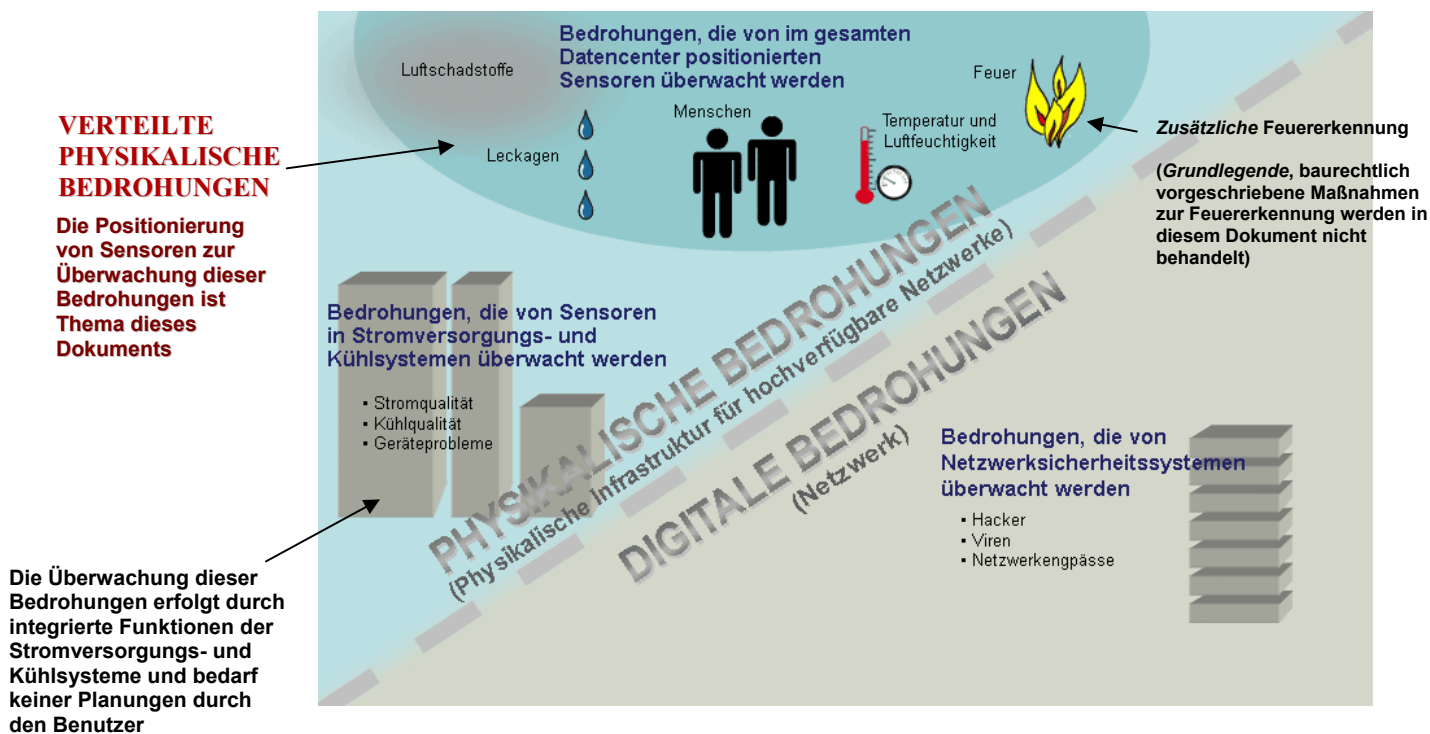 Bedrohungen, die von im gesamten
Datencenter positionierten
Sensoren überwacht werden
Luftschadstoffe
Feuer
Menschen
Temperatur und
Luftfeuchtigkeit
Leckagen
VERTEILTE
PHYSIKALISCHE
BEDROHUNGEN
Die Positionierung
von Sensoren zur
Überwachung dieser
Bedrohungen ist
Thema dieses
Dokuments
Zusätzliche Feuererkennung
(Grundlegende, baurechtlich
vorgeschriebene Maßnahmen
zur Feuererkennung werden in
diesem Dokument nicht
behandelt)
Bedrohungen, die von Sensoren
in Stromversorgungs- und
Kühlsystemen überwacht werden
▪ Stromqualität
▪ Kühlqualität
▪ Geräteprobleme
PHYSIKALISCHE BEDROHUNGEN
(Physikalische Infrastruktur für hochverfügbare Netzwerke)
DIGITALE BEDROHUNGEN
(Netzwerk)
Bedrohungen, die von
Netzwerksicherheitssystemen
überwacht werden
▪ Hacker
▪ Viren
▪ Netzwerkengpässe
Die Überwachung dieser
Bedrohungen erfolgt durch
integrierte Funktionen der
Stromversorgungs- und
Kühlsysteme und bedarf
keiner Planungen durch
den Benutzer